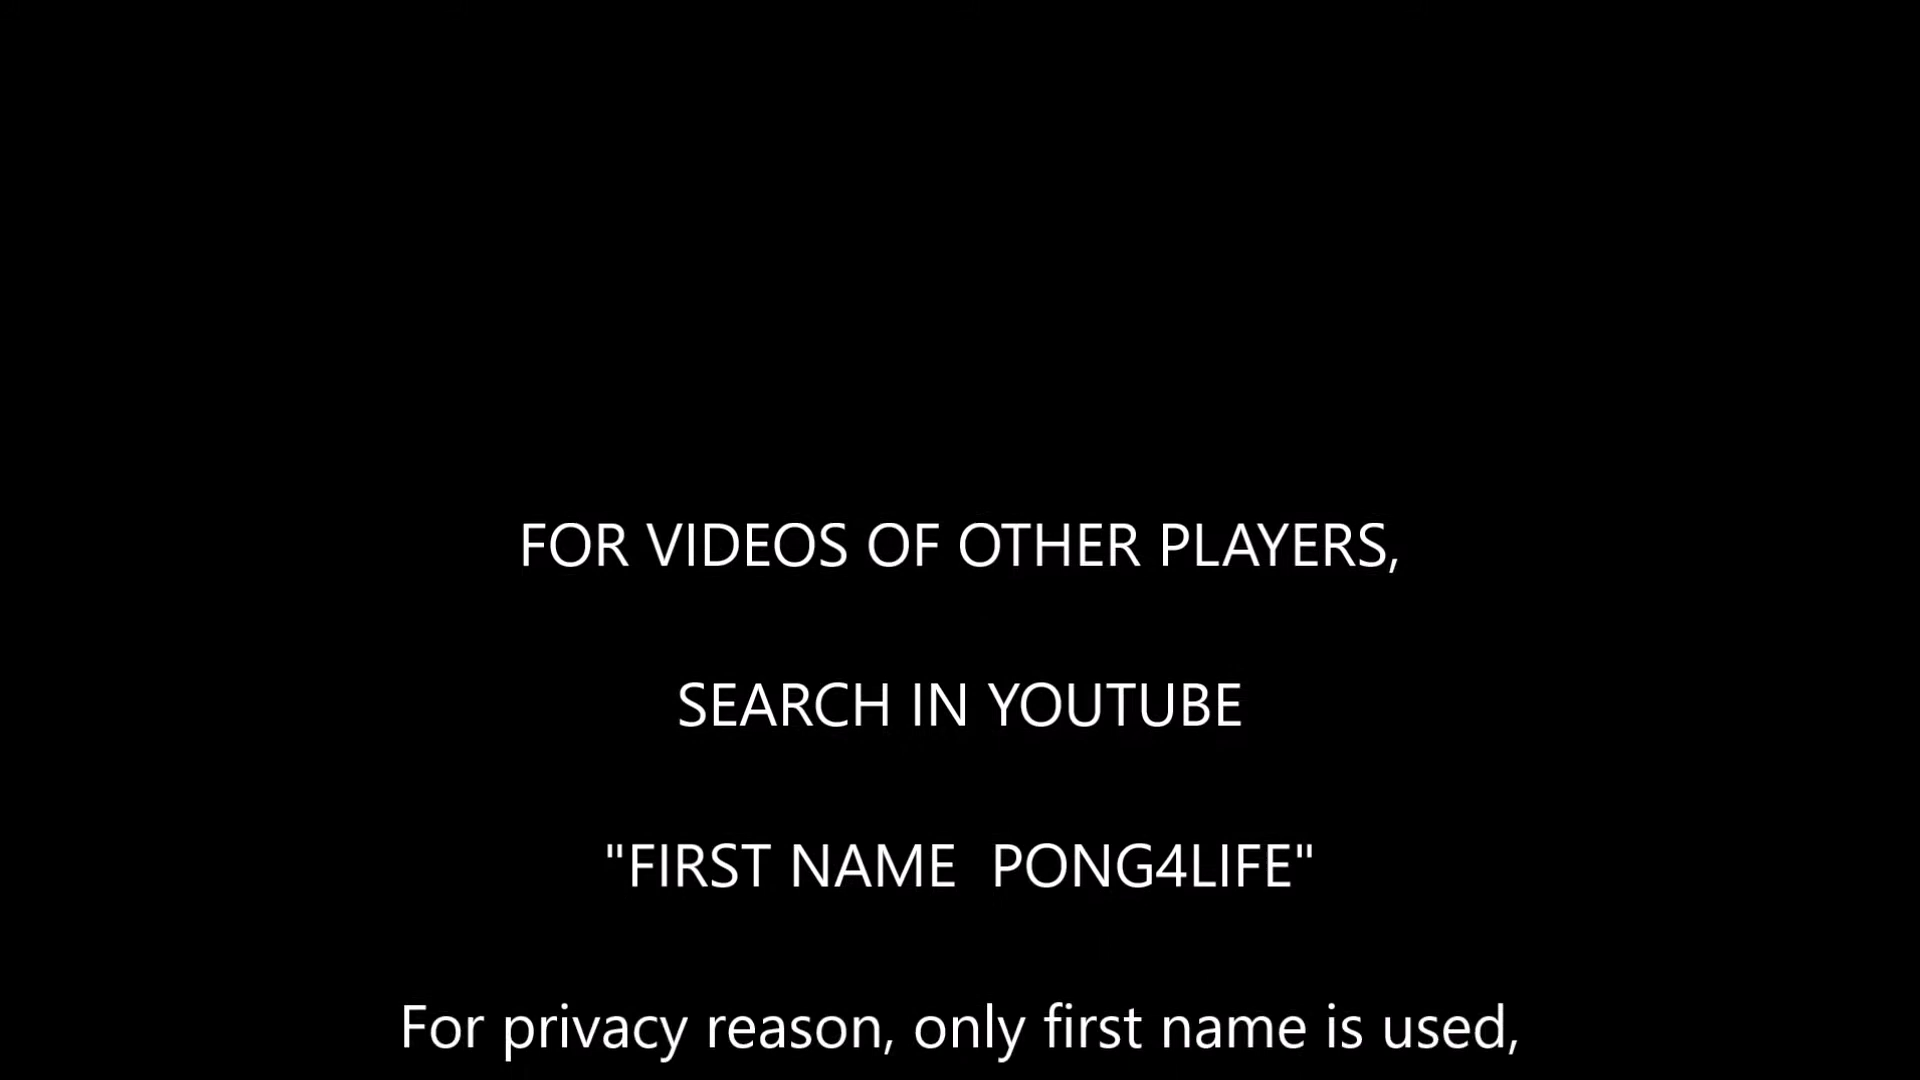 FOR VIDEOS OF OTHER PLAYERS,
SEARCH IN YOUTUBE
"FIRST NAME  PONG4LIFE"
For privacy reason, only first name is used,